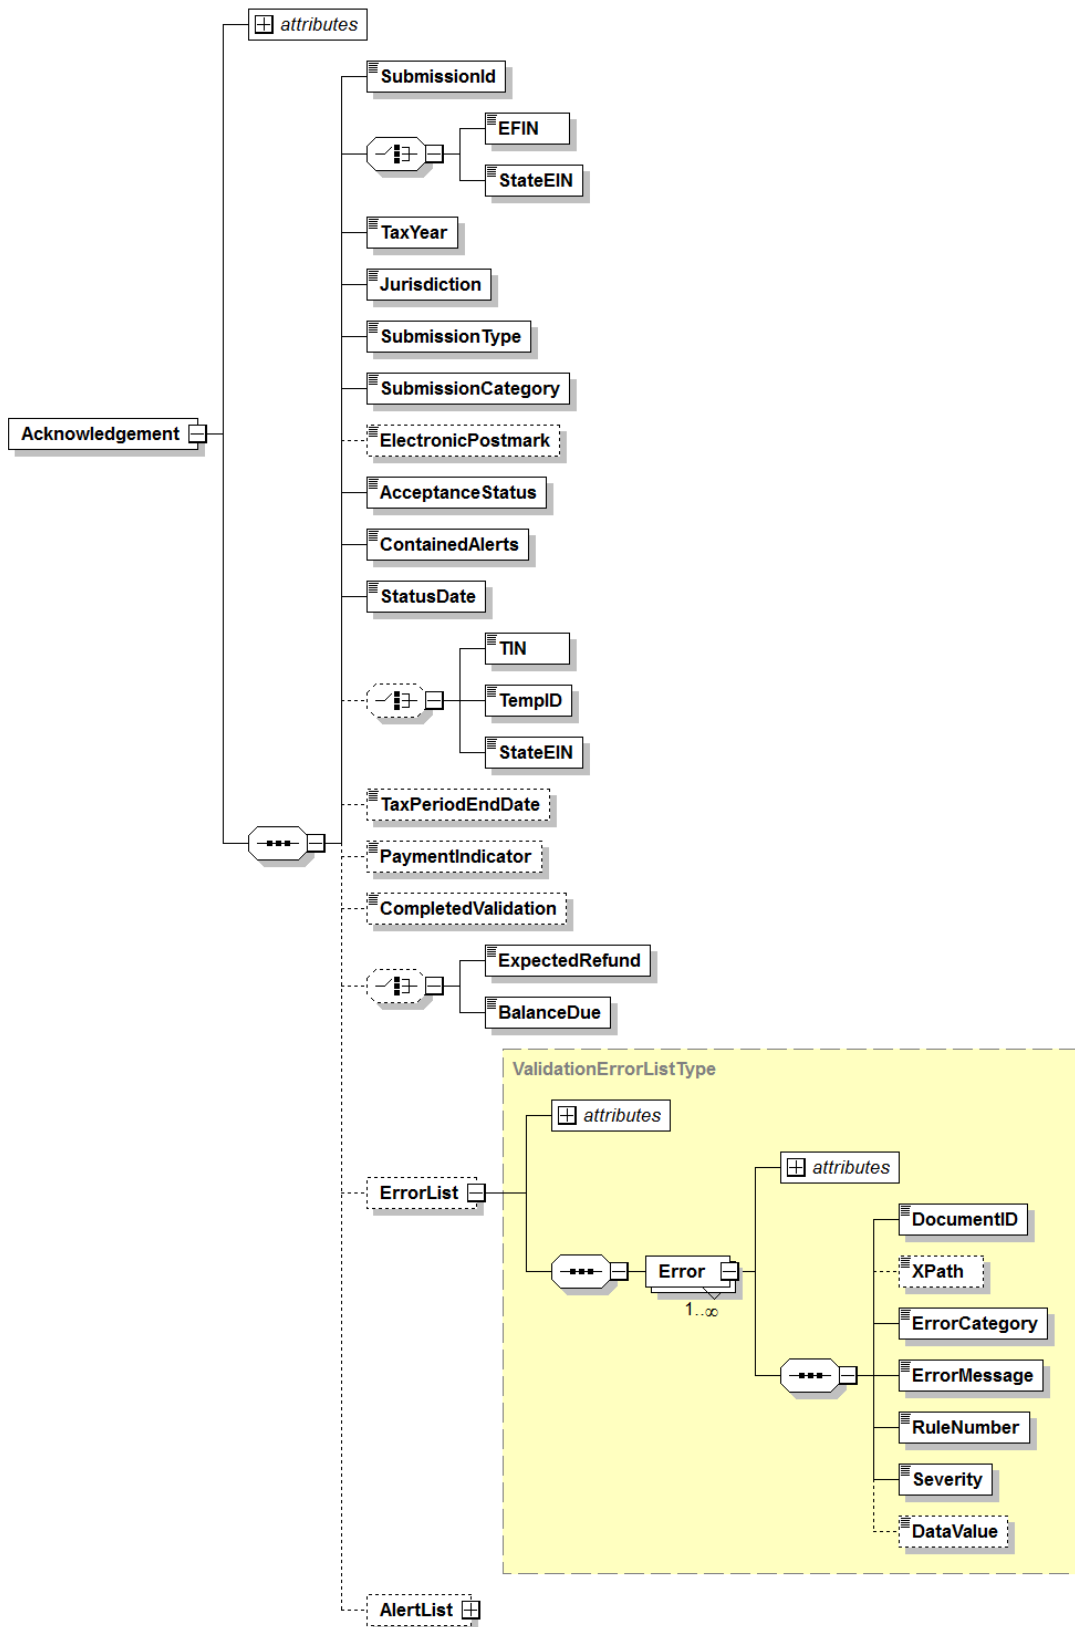 attributes
SubmissionId
EFIN
StateEIN
TaxYear
Jurisdiction
SubmissionType
SubmissionCategory
Acknowledgement
ElectronicPostmark
AcceptanceStatus
ContainedAlerts
StatusDate
TIN
TempID
StateEIN
TaxPeriodEndDate
PaymentIndicator
CompletedValidation
ExpectedRefund
BalanceDue
ValidationErrorListType
attributes
attributes
ErrorList
DocumentID
Error
XPath
1..∞
ErrorCategory
ErrorMessage
RuleNumber
Severity
DataValue
AlertList